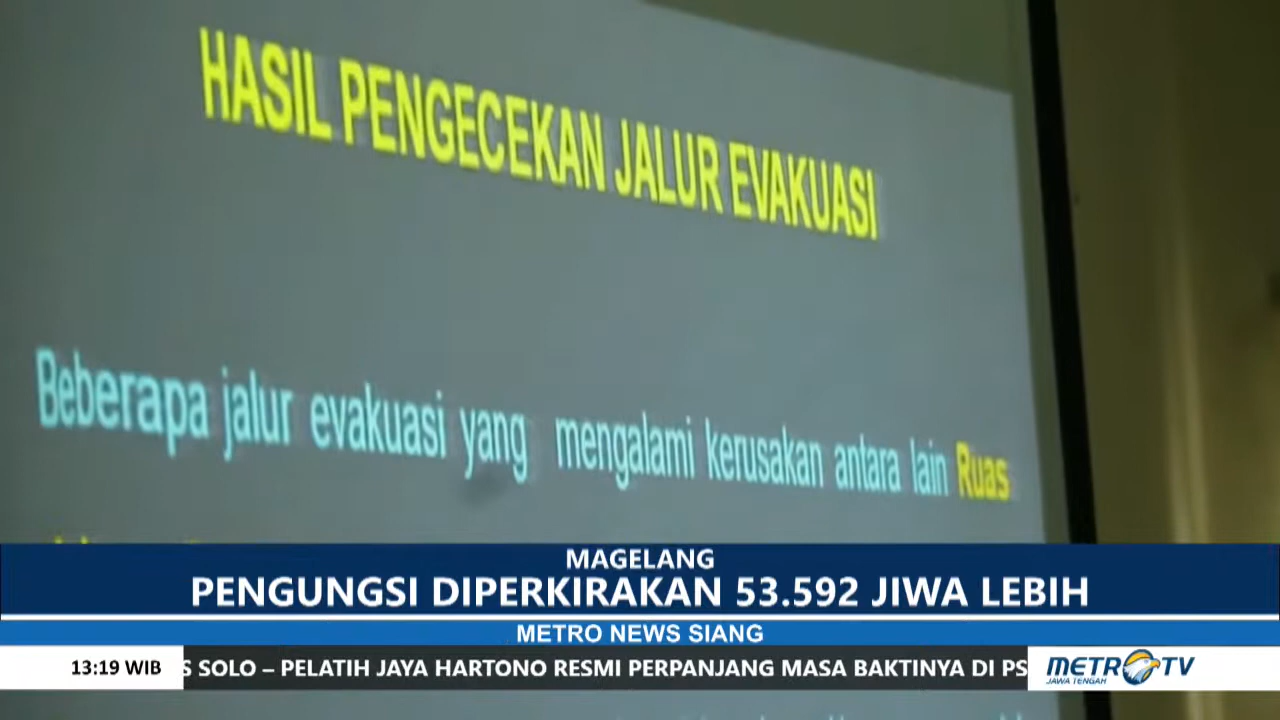 HASIL PENGECEKAN JALUR EVAKUASI
Beberapa jalur evakuasi yang mengalami kerusakan antara lain Ruas
MAGELANG
PENGUNGSI DIPERKIRAKAN 53.592 JIWA LEBIH
METRO NEWS SIANG
13:19 WIB
S SOLO – PELATIH JAYA HARTONO RESMI PERPANJANG MASA BAKTINYA DI PS
METRO TV
JAWA TENGAH